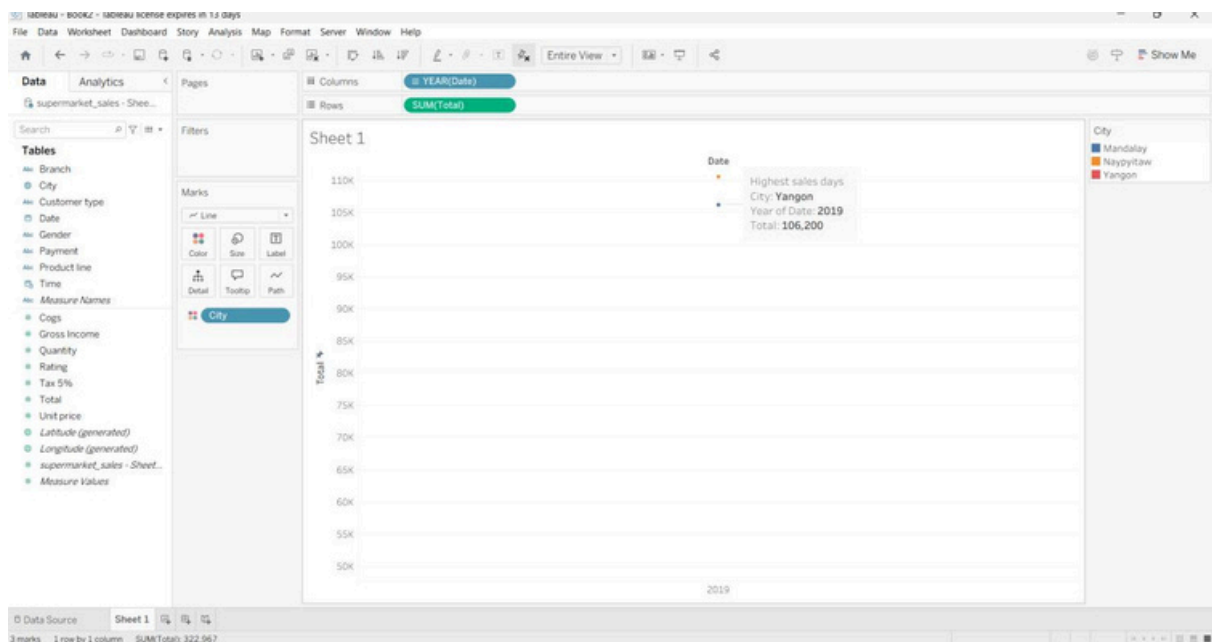 Tableau - Book2 - Tableau license expires in 13 days
File Data Worksheet Dashboard Story Analysis Map Format Server Window Help
Entire View
Show Me
Data Analytics
supermarket_sales - Shee...
Search
Tables
Abc Branch
City
Abc Customer type
Date
Abc Gender
Abc Payment
Abc Product line
Time
Abc Measure Names
Cogs
Gross Income
Quantity
Rating
Tax 5%
Total
Unit price
Latitude (generated)
Longitude (generated)
supermarket_sales - Sheet...
Measure Values
Pages
Filters
Marks
Line
Color Size Label
Detail Tooltip Path
City
Columns YEAR(Date)
Rows SUM(Total)
Sheet 1
Date
110K
105K
100K
95K
90K
85K
80K
75K
70K
65K
60K
55K
50K
Total
2019
Highest sales days
City: Yangon
Year of Date: 2019
Total: 106,200
City
Mandalay
Naypyitaw
Yangon
Data Source Sheet 1
3 marks 1 row by 1 column SUM(Total): 322,967